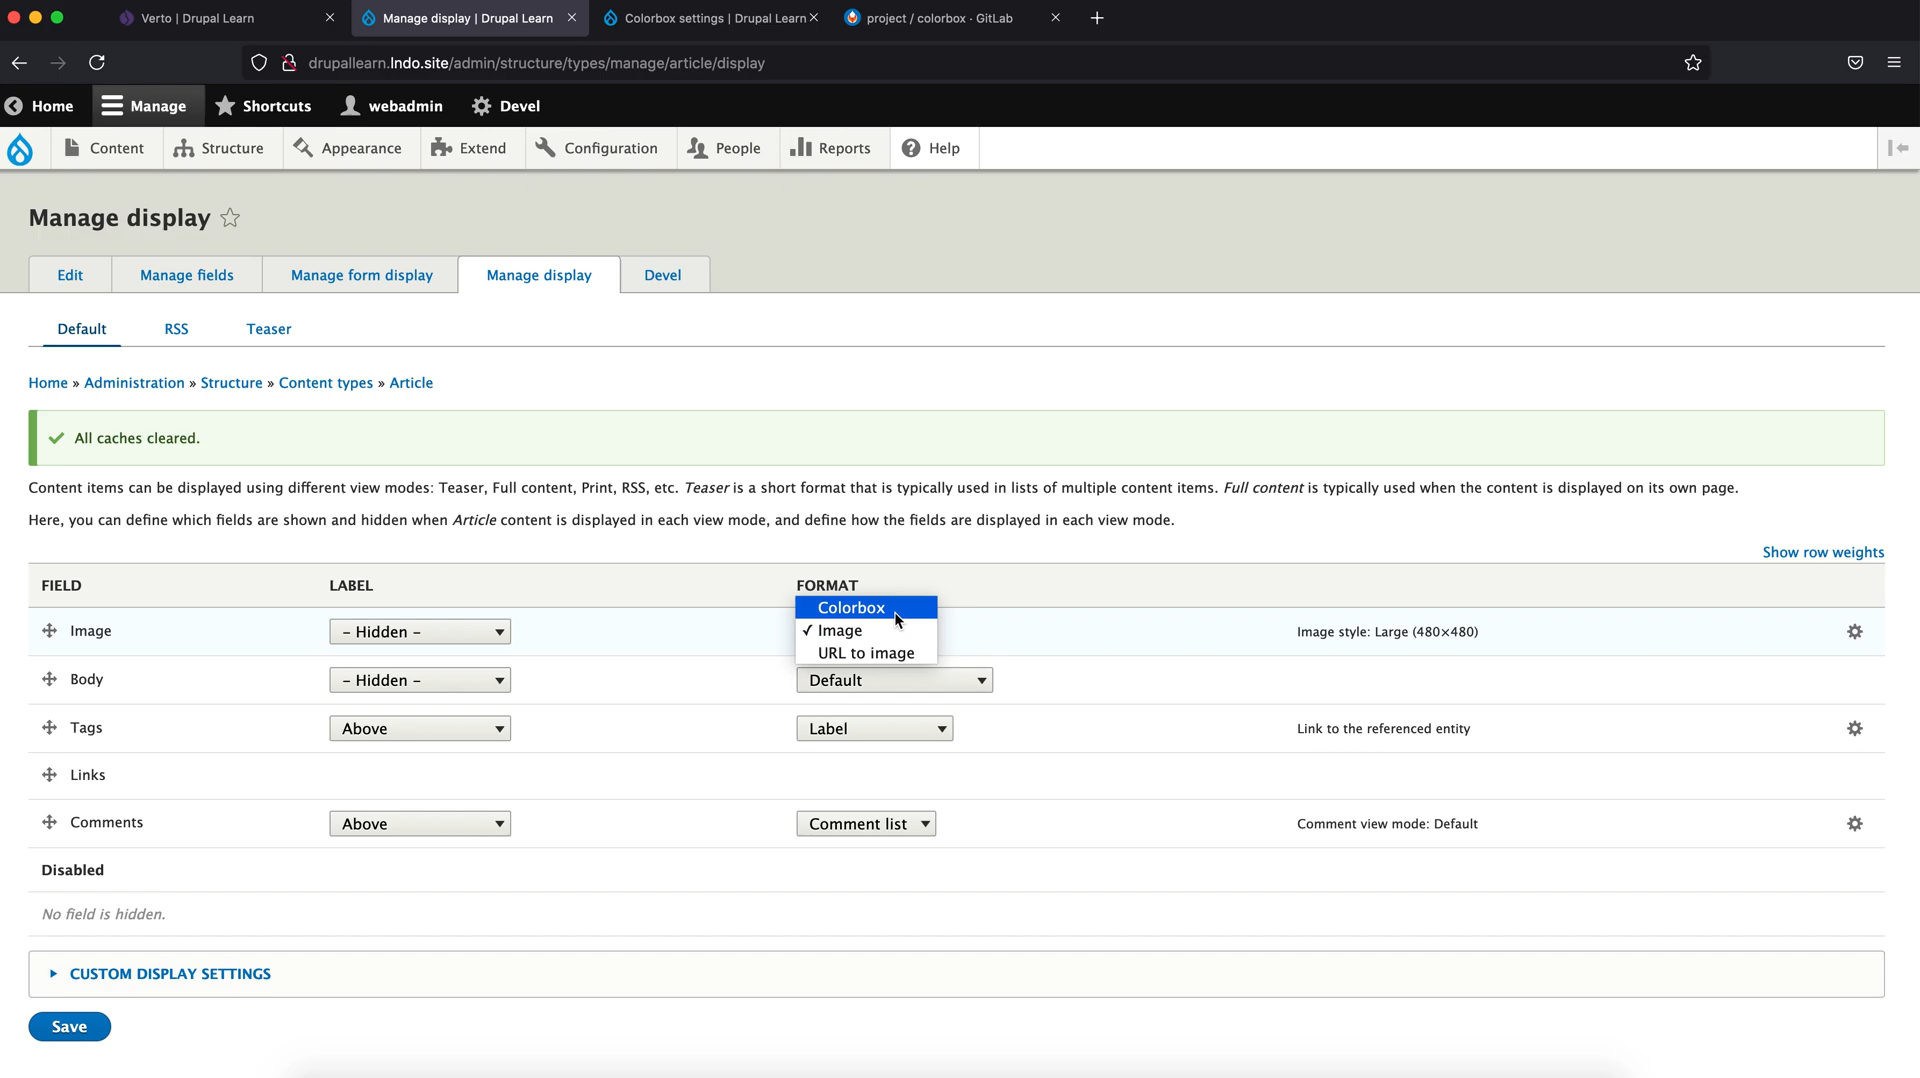 Verto | Drupal Learn
Manage display | Drupal Learn
Colorbox settings | Drupal Learn
project / colorbox · GitLab
drupallearn.lndo.site/admin/structure/types/manage/article/display
Home
Manage
Shortcuts
webadmin
Devel
Content
Structure
Appearance
Extend
Configuration
People
Reports
Help
Manage display
Edit
Manage fields
Manage form display
Manage display
Devel
Default
RSS
Teaser
Home » Administration » Structure » Content types » Article
All caches cleared.
Content items can be displayed using different view modes: Teaser, Full content, Print, RSS, etc. Teaser is a short format that is typically used in lists of multiple content items. Full content is typically used when the content is displayed on its own page.
Here, you can define which fields are shown and hidden when Article content is displayed in each view mode, and define how the fields are displayed in each view mode.
Show row weights
FIELD
LABEL
FORMAT
Colorbox
Image
- Hidden -
✓ Image
Image style: Large (480×480)
URL to image
Body
- Hidden -
Default
Tags
Above
Label
Link to the referenced entity
Links
Comments
Above
Comment list
Comment view mode: Default
Disabled
No field is hidden.
CUSTOM DISPLAY SETTINGS
Save